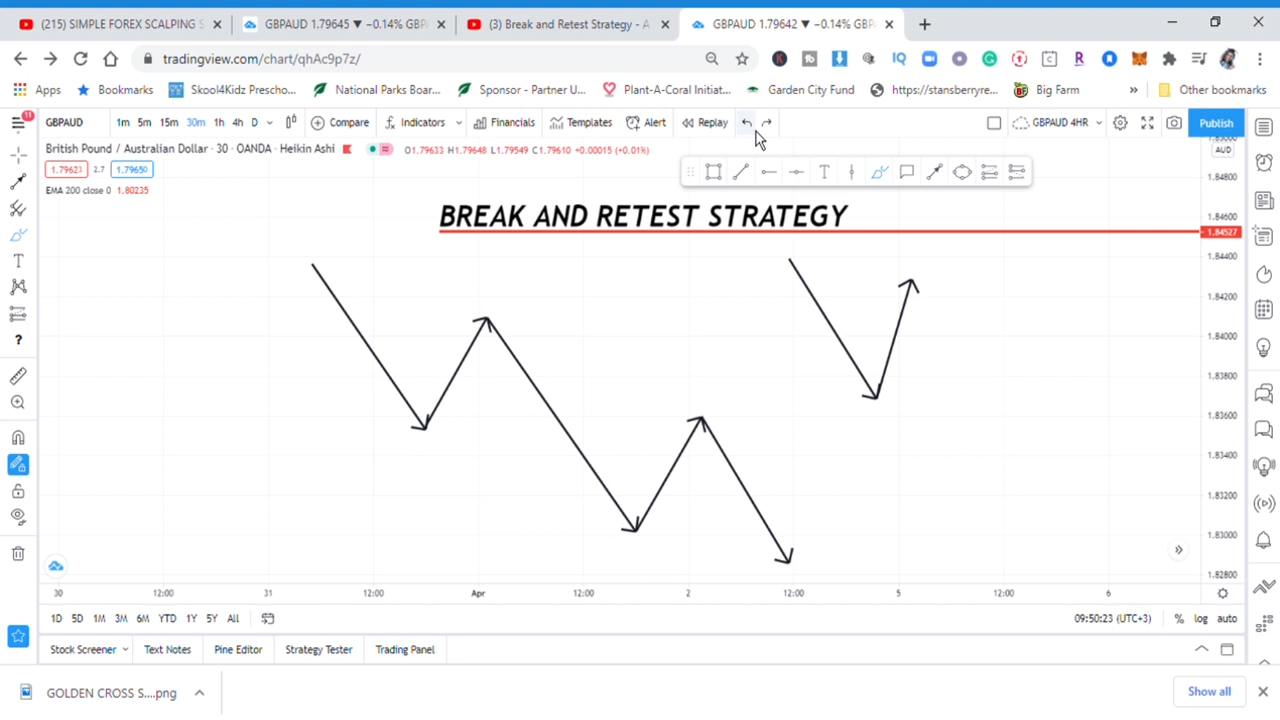 (215) SIMPLE FOREX SCALPING S
GBPAUD 1.79645 ▼ −0.14% GBP
(3) Break and Retest Strategy - A
GBPAUD 1.79642 ▼ −0.14% GBP
tradingview.com/chart/qhAc9p7z/
Apps
Bookmarks
Skool4Kidz Prescho...
National Parks Boar...
Sponsor - Partner U...
Plant-A-Coral Initiat...
Garden City Fund
https://stansberryre...
Big Farm
»
Other bookmarks
11
GBPAUD
1m 5m 15m 30m 1h 4h D
Compare
Indicators
Financials
Templates
Alert
Replay
GBPAUD 4HR
Publish
British Pound / Australian Dollar · 30 · OANDA · Heikin Ashi
O1.79633 H1.79648 L1.79549 C1.79610 +0.00015 (+0.01%)
AUD
1.79623 2.7 1.79650
EMA 200 close 0 1.80235
BREAK AND RETEST STRATEGY
1.84800
1.84600
1.84527
1.84400
1.84200
1.84000
1.83800
1.83600
1.83400
1.83200
1.83000
1.82800
30 12:00 31 12:00 Apr 12:00 2 12:00 5 12:00 6
1D 5D 1M 3M 6M YTD 1Y 5Y All
09:50:23 (UTC+3)
% log auto
Stock Screener
Text Notes
Pine Editor
Strategy Tester
Trading Panel
GOLDEN CROSS S....png
Show all